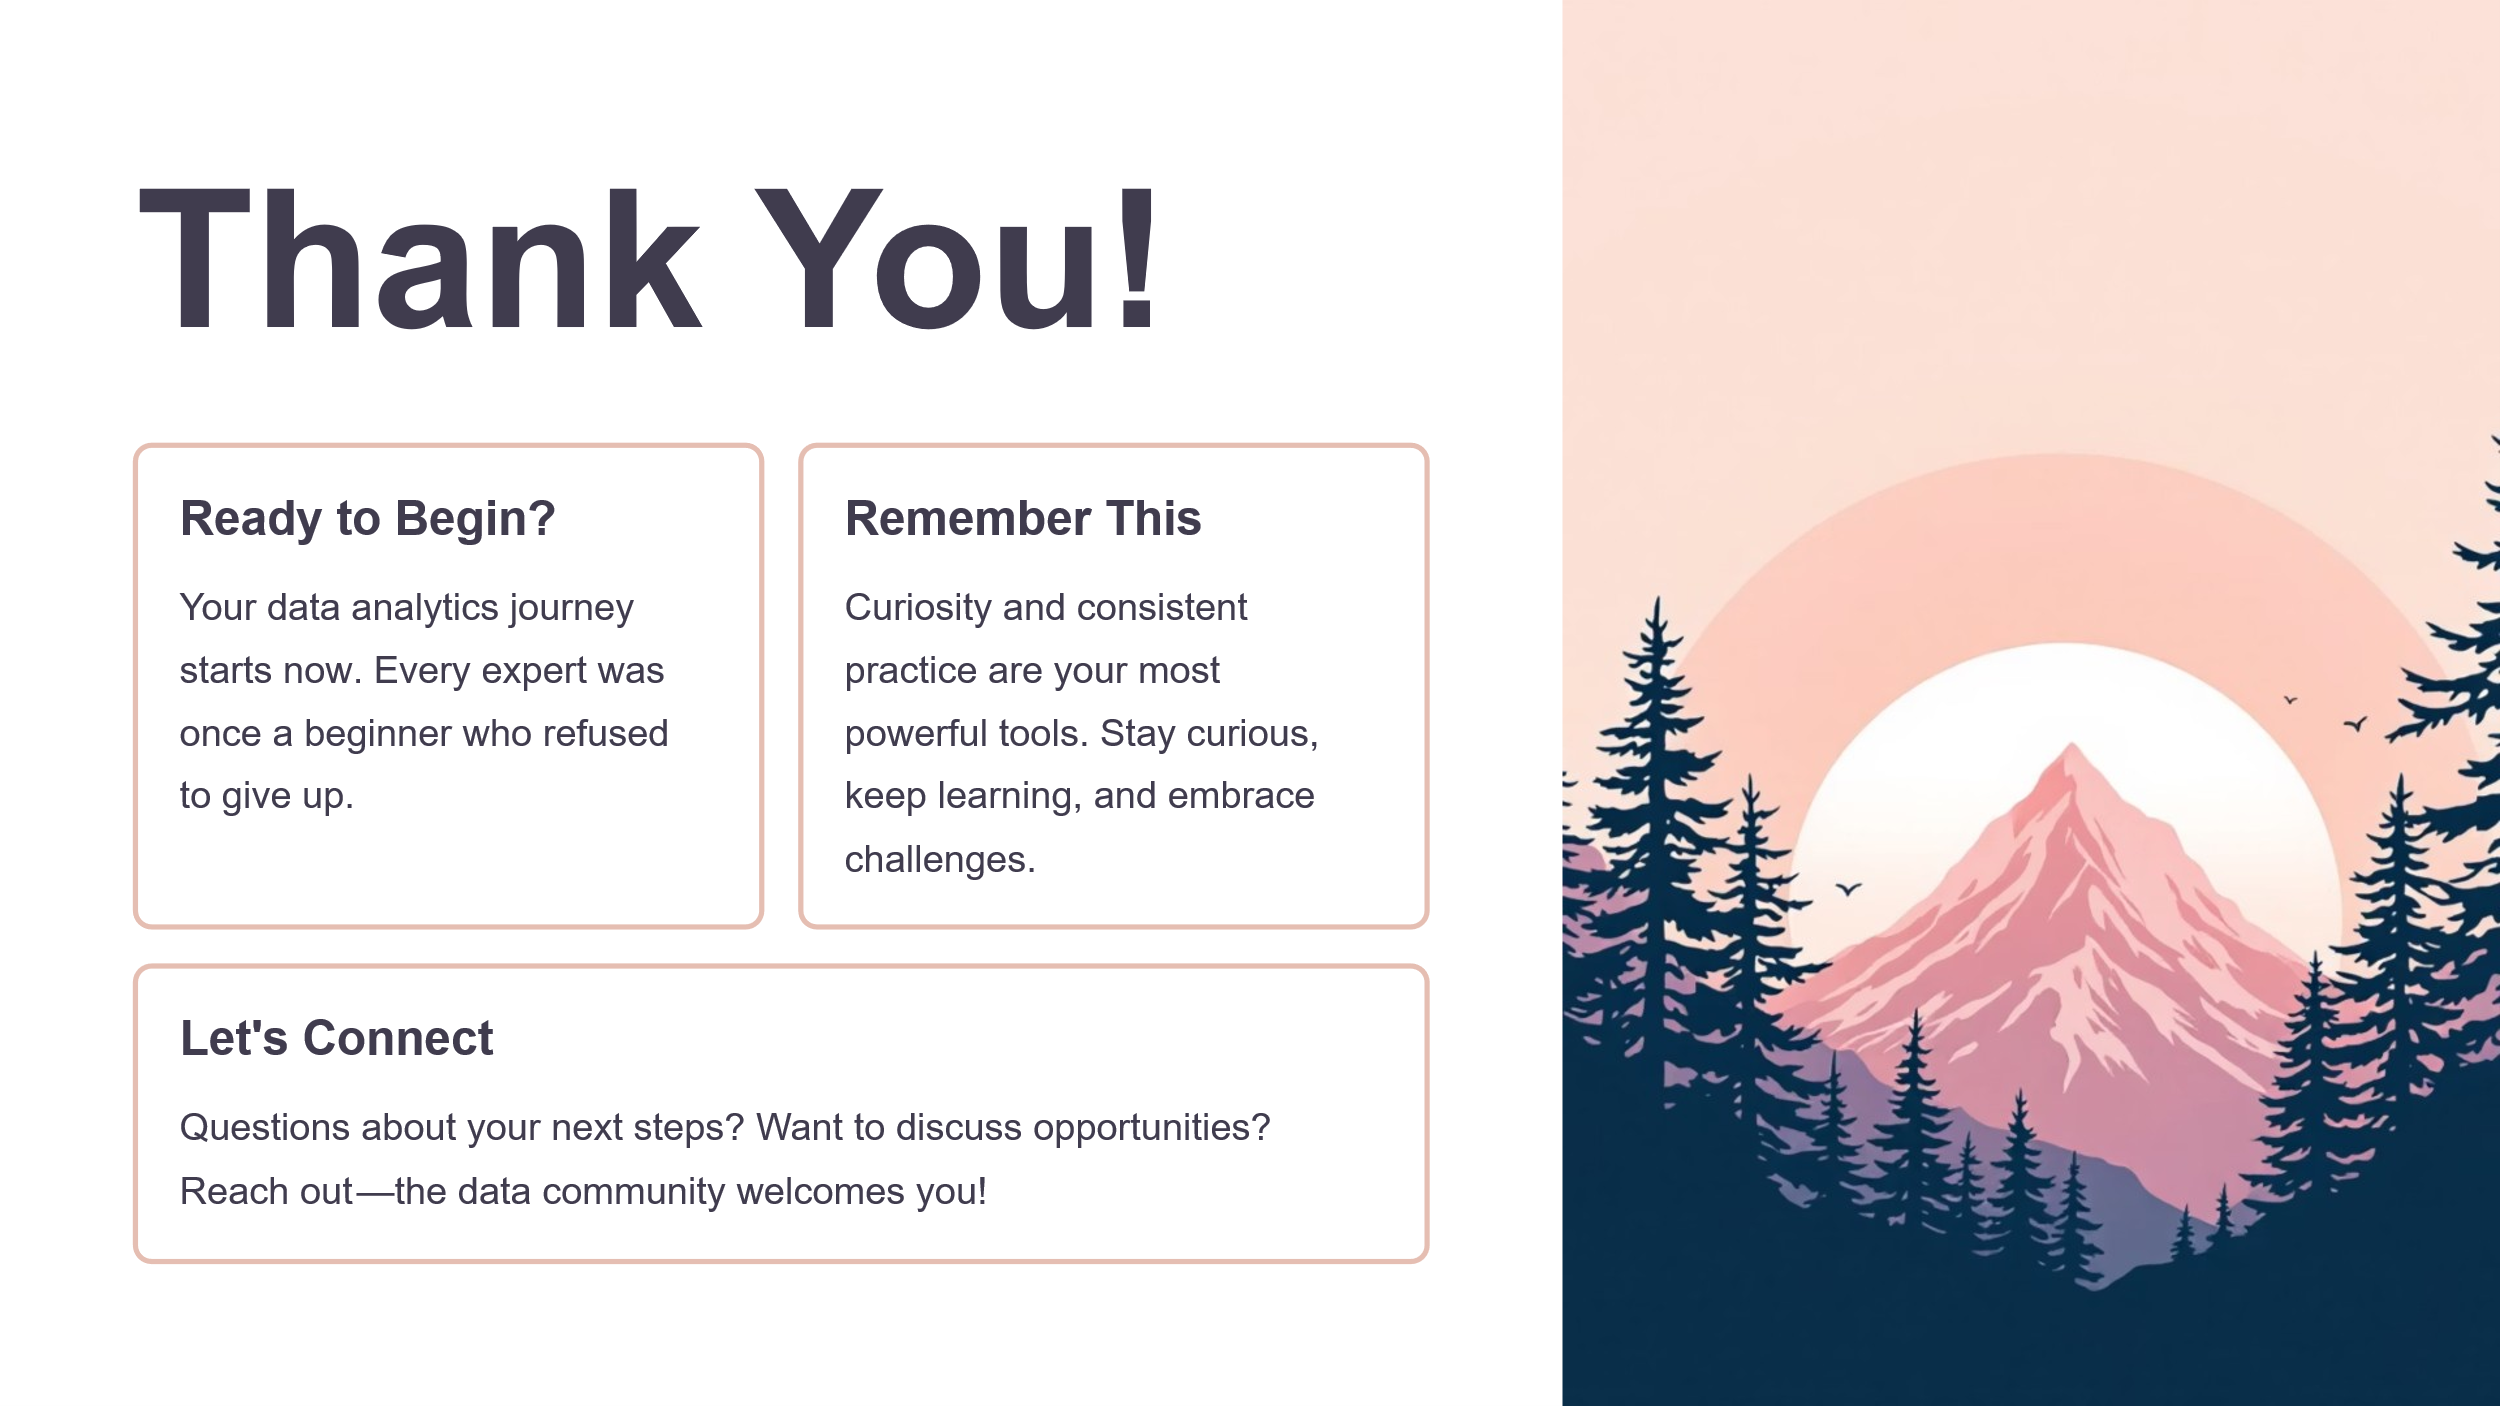 Thank You!
Ready to Begin?
Your data analytics journey
starts now. Every expert was
once a beginner who refused
to give up.
Remember This
Curiosity and consistent
practice are your most
powerful tools. Stay curious,
keep learning, and embrace
challenges.
Let's Connect
Questions about your next steps? Want to discuss opportunities?
Reach out—the data community welcomes you!